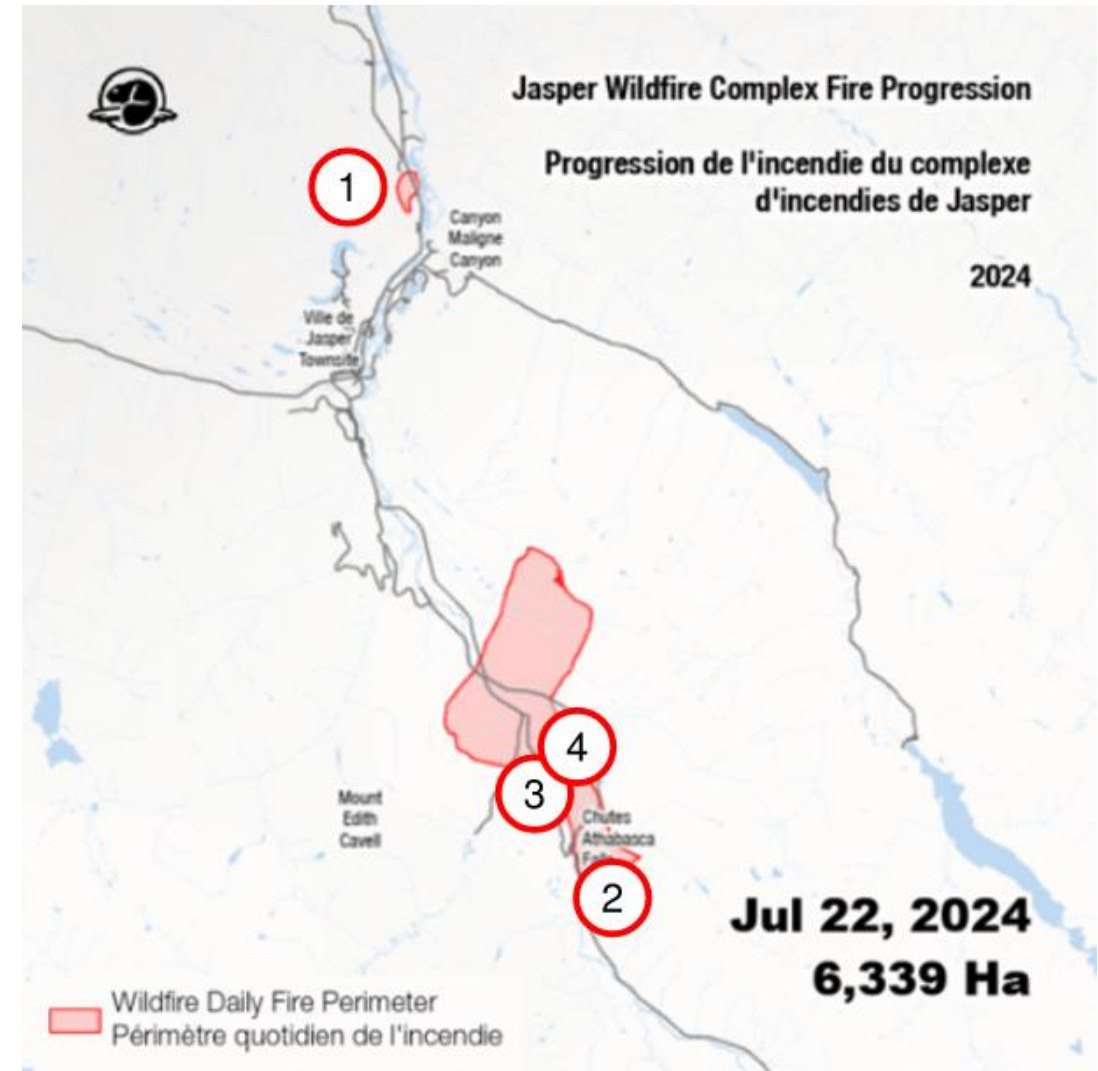 Jasper Wildfire Complex Fire Progression
Progression de l'incendie du complexe
d'incendies de Jasper
2024
1
Canyon
Maligne
Canyon
Ville de
Jasper
Townsite
4
3
Mount
Edith
Cavell
Chutes
Athabasca
Falls
2
Jul 22, 2024
6,339 Ha
Wildfire Daily Fire Perimeter
Périmètre quotidien de l'incendie